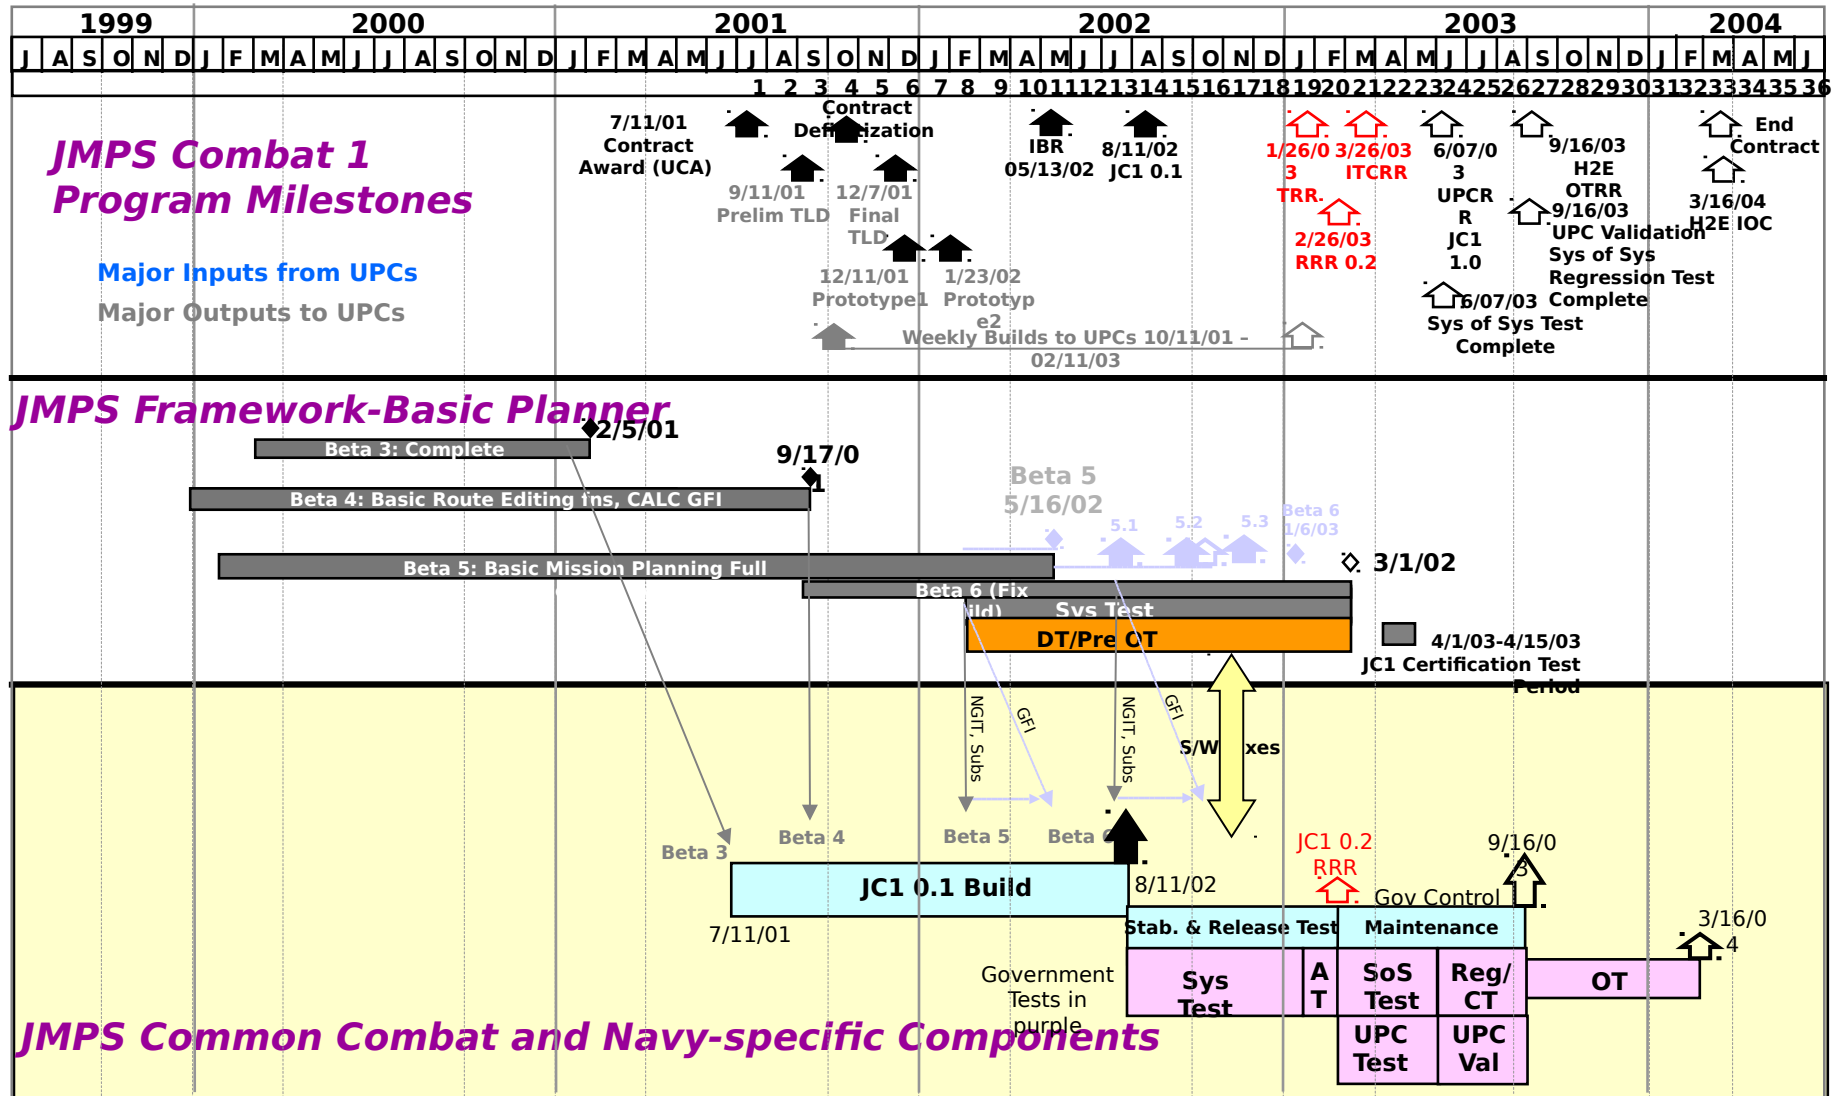 1999 2000 2001 2002 2003 2004
J A S O N D J F M A M J J A S O N D J F M A M J J A S O N D J F M A M J J A S O N D J F M A M J J A S O N D J F M A M J
1 2 3 4 5 6 7 8 9 10 11 12 13 14 15 16 17 18 19 20 21 22 23 24 25 26 27 28 29 30 31 32 33 34 35 36
JMPS Combat 1
Program Milestones
Major Inputs from UPCs
Major Outputs to UPCs
7/11/01
Contract
Award (UCA)
Contract
Definitization
9/11/01
Prelim TLD
12/7/01
Final
TLD
12/11/01
Prototype1
1/23/02
Prototyp
e2
IBR
05/13/02
8/11/02
JC1 0.1
1/26/0
3
TRR
3/26/03
ITCRR
2/26/03
RRR 0.2
6/07/0
3
UPCR
R
JC1
1.0
9/16/03
H2E
OTRR
9/16/03
UPC Validation
Sys of Sys
Regression Test
Complete
6/07/03
Sys of Sys Test
Complete
End
Contract
3/16/04
H2E IOC
Weekly Builds to UPCs 10/11/01 –
02/11/03
JMPS Framework-Basic Planner
2/5/01
Beta 3: Complete
9/17/0
1
Beta 4: Basic Route Editing fns, CALC GFI
Beta 5
5/16/02
5.1
5.2
5.3
Beta 6
1/6/03
Beta 5: Basic Mission Planning Full
3/1/02
Beta 6 (Fix
ild)
Sys Test
DT/Pre OT
4/1/03-4/15/03
JC1 Certification Test
Period
NGIT, Subs
GFI
NGIT, Subs
GFI
S/W xes
Beta 3
Beta 4
Beta 5
Beta 6
JC1 0.1 Build
7/11/01
8/11/02
JC1 0.2
RRR
9/16/0
3
Gov Control
Stab. & Release Test
Maintenance
3/16/0
4
Government
Tests in
purple
Sys
Test
A
T
SoS
Test
Reg/
CT
OT
UPC
Test
UPC
Val
JMPS Common Combat and Navy-specific Components